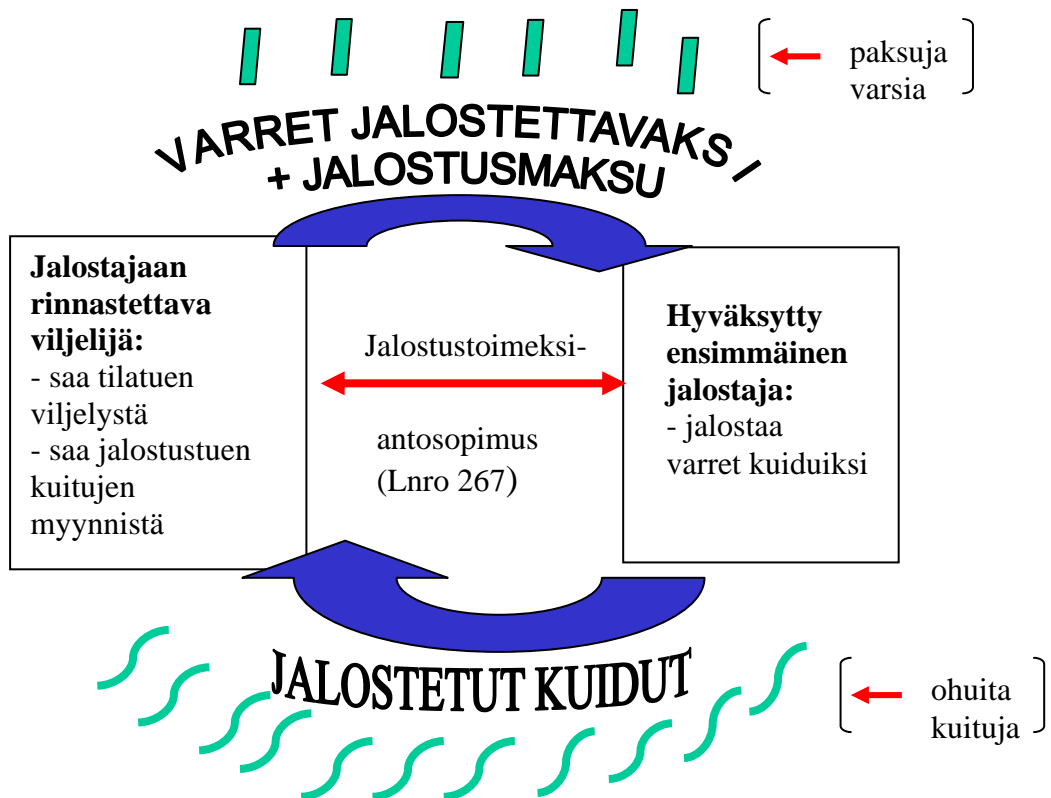 paksuja
varsia
VARRET JALOSTETTAVAKSI
+ JALOSTUSMAKSU
Jalostajaan
rinnastettava
viljelijä:
- saa tilatuen
viljelystä
- saa jalostustuen
kuitujen
myynnistä
Jalostustoimeksi-
antosopimus
(Lnro 267)
Hyväksytty
ensimmäinen
jalostaja:
- jalostaa
varret kuiduiksi
JALOSTETUT KUIDUT
ohuita
kuituja